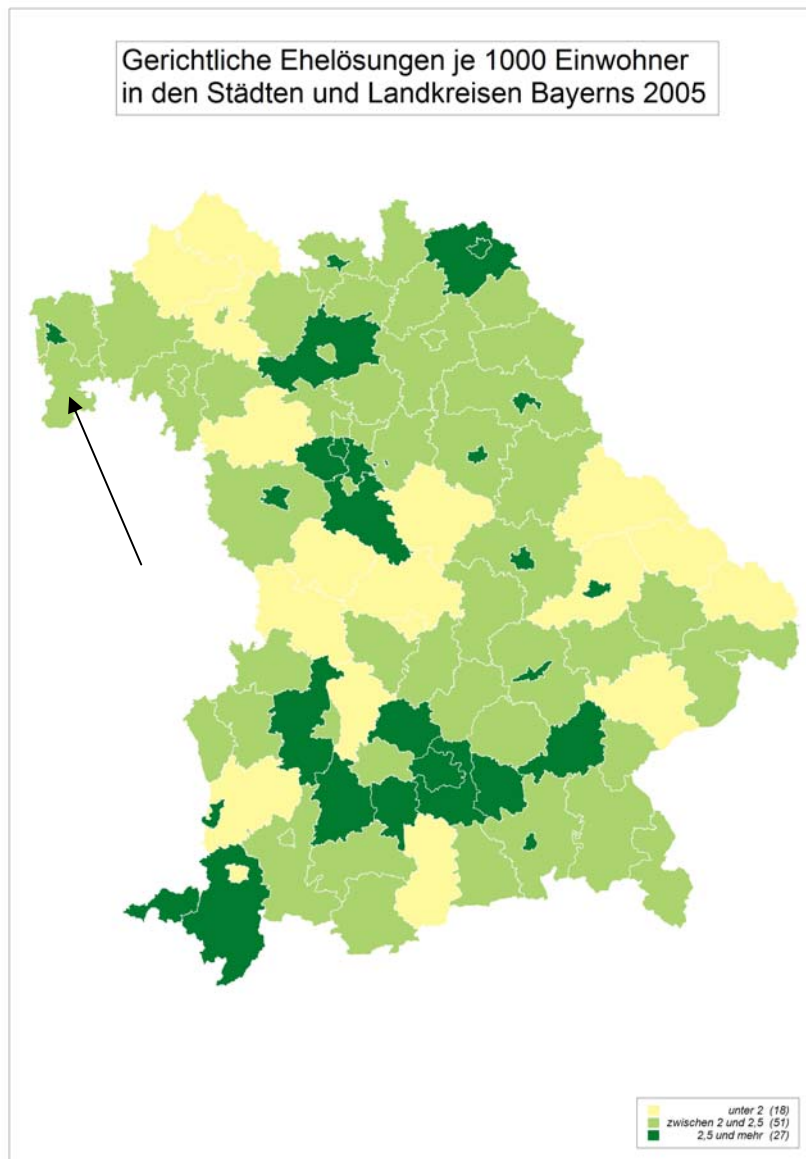 Gerichtliche Ehelösungen je 1000 Einwohner
in den Städten und Landkreisen Bayerns 2005
unter 2 (18)
zwischen 2 und 2,5 (51)
2,5 und mehr (27)